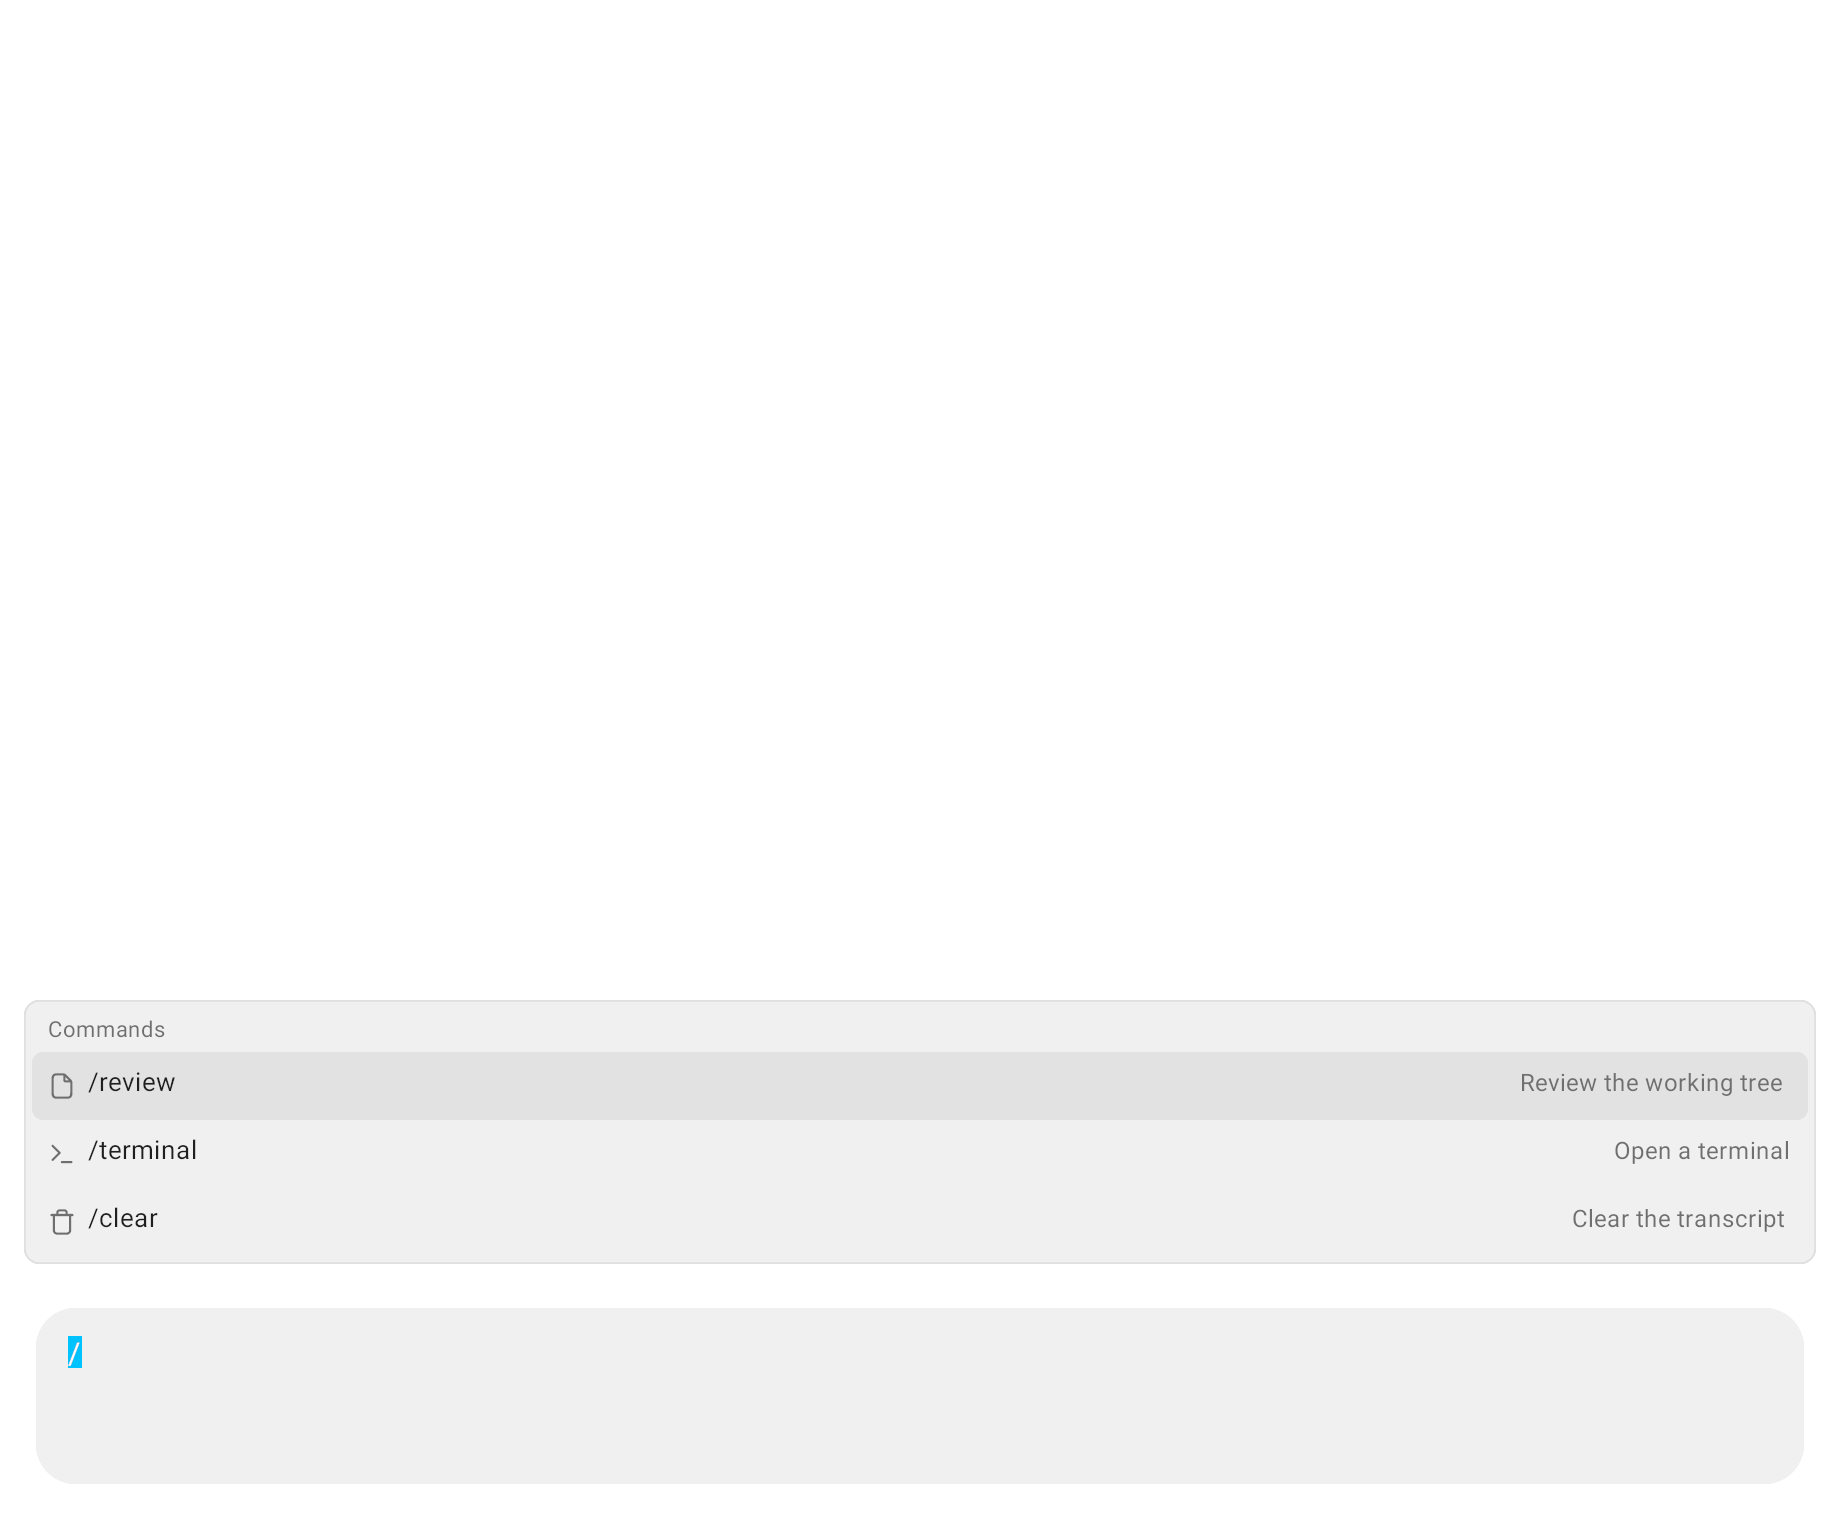 Commands
/review Review the working tree
/terminal Open a terminal
/clear Clear the transcript
/